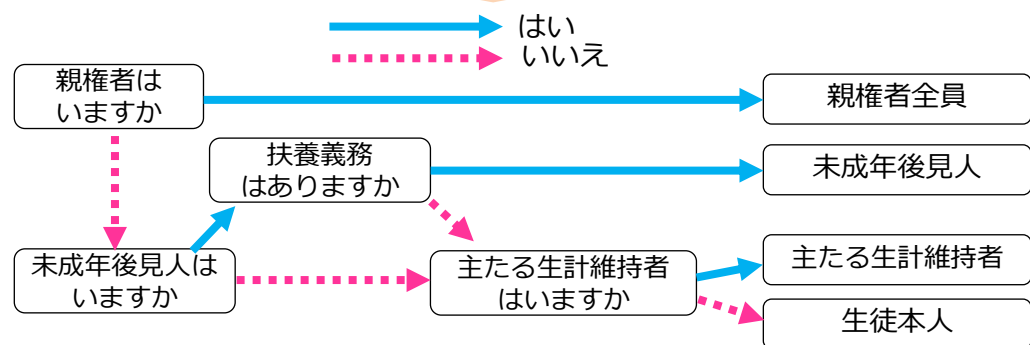 はい
いいえ
親権者は
いますか
親権者全員
扶養義務
はありますか
未成年後見人
未成年後見人は
いますか
主たる生計維持者
はいますか
主たる生計維持者
生徒本人